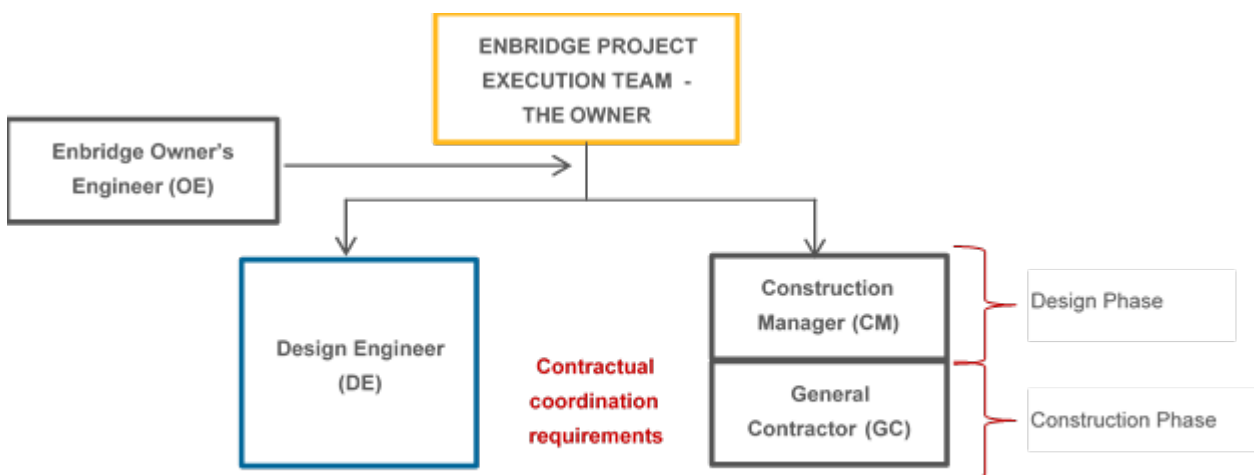 ENBRIDGE PROJECT
EXECUTION TEAM -
THE OWNER
Enbridge Owner's
Engineer (OE)
Design Engineer
(DE)
Contractual
coordination
requirements
Construction
Manager (CM)
General
Contractor (GC)
Design Phase
Construction Phase